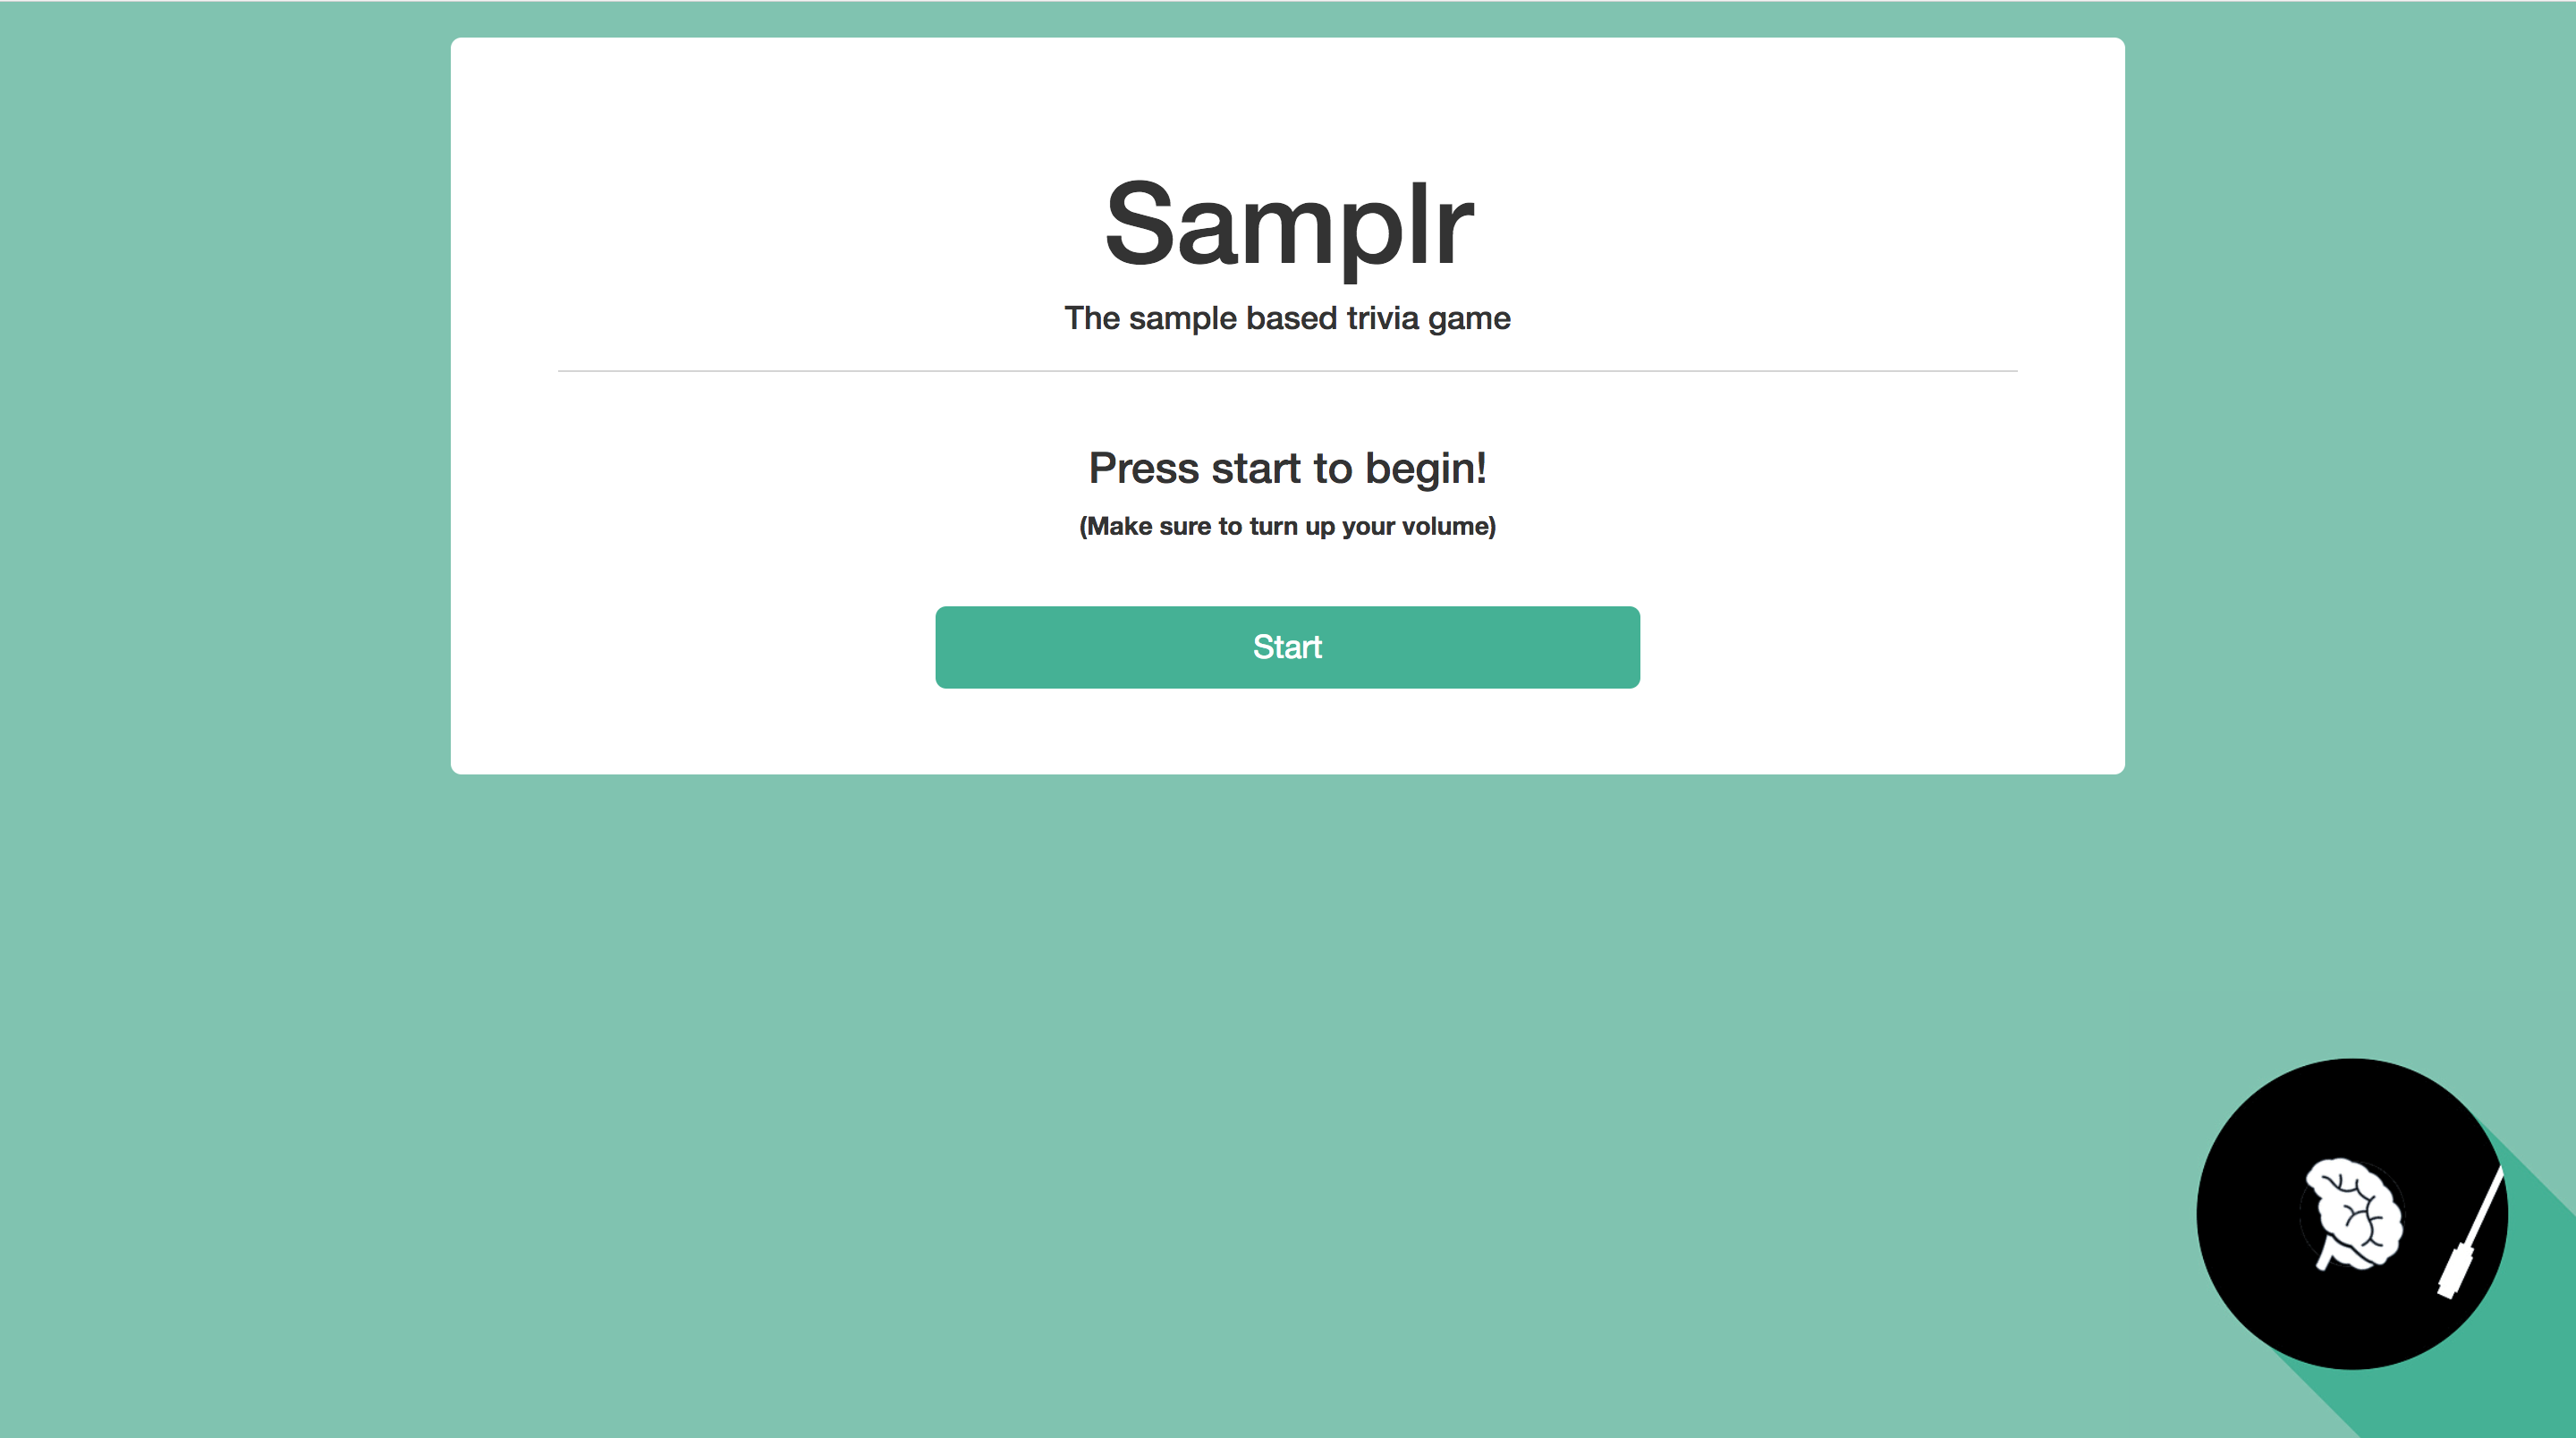 Samplr
The sample based trivia game
Press start to begin!
(Make sure to turn up your volume)
Start